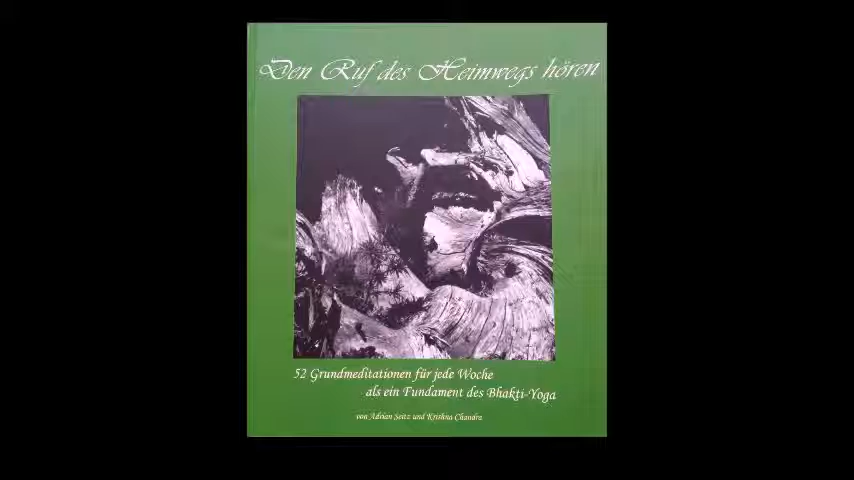 Den Ruf des Heimwegs hören
52 Grundmeditationen für jede Woche
als ein Fundament des Bhakti-Yoga
von Adrian Seitz und Krishna Chandra